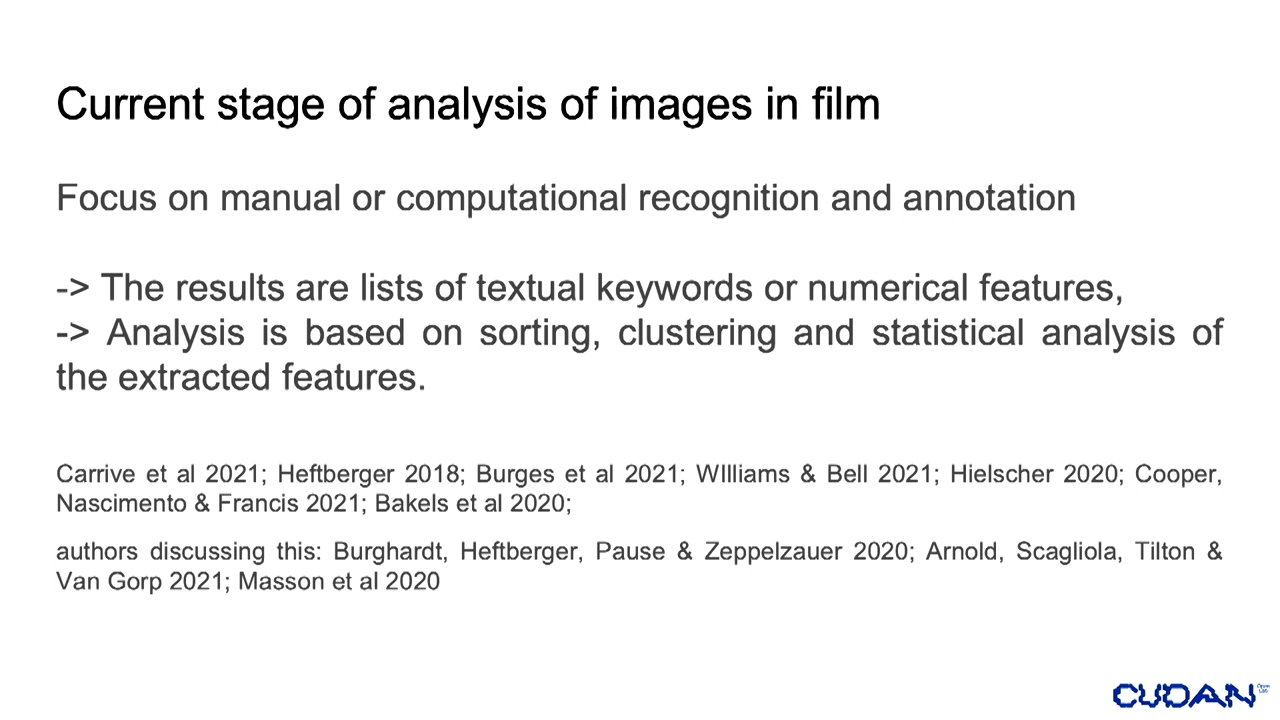 Current stage of analysis of images in film
Focus on manual or computational recognition and annotation
-> The results are lists of textual keywords or numerical features,
-> Analysis is based on sorting, clustering and statistical analysis of
the extracted features.
Carrive et al 2021; Heftberger 2018; Burges et al 2021; WIlliams & Bell 2021; Hielscher 2020; Cooper,
Nascimento & Francis 2021; Bakels et al 2020;
authors discussing this: Burghardt, Heftberger, Pause & Zeppelzauer 2020; Arnold, Scagliola, Tilton &
Van Gorp 2021; Masson et al 2020
CUDAN Open Lab